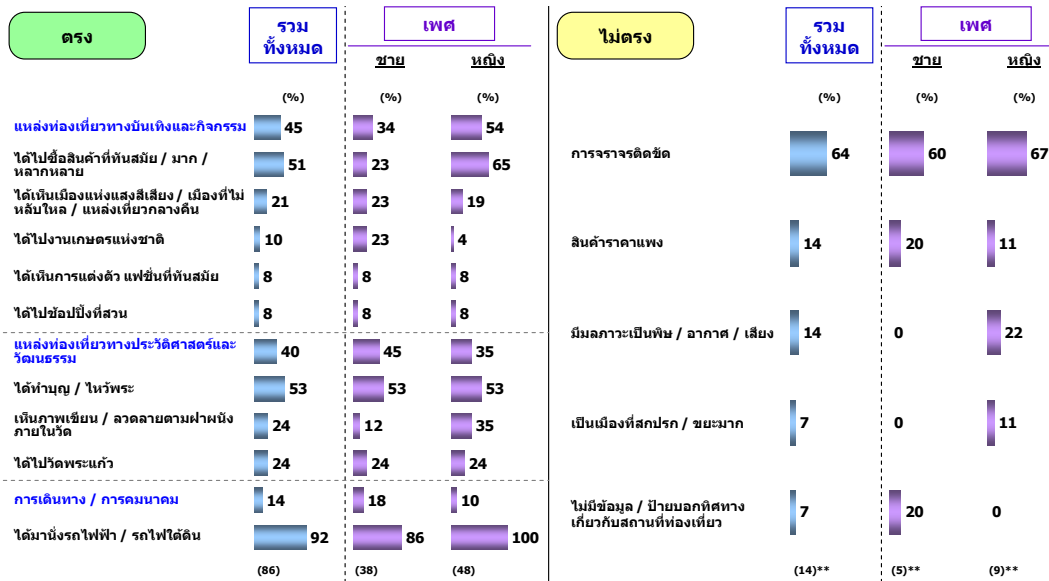 ตรง
รวม
ทั้งหมด
เพศ
ชาย
หญิง
(%)
(%)
(%)
แหล่งท่องเที่ยวทางบันเทิงและกิจกรรม
45
34
54
ได้ไปซื้อสินค้าที่ทันสมัย / มาก /
หลากหลาย
51
23
65
ได้เห็นเมืองแห่งแสงสีเสียง / เมืองที่ไม่
หลับใหล / แหล่งเที่ยวกลางคืน
21
23
19
ได้ไปงานเกษตรแห่งชาติ
10
23
4
ได้เห็นการแต่งตัว แฟชั่นที่ทันสมัย
8
8
8
ได้ไปช้อปปิ้งที่สวน
8
8
8
แหล่งท่องเที่ยวทางประวัติศาสตร์และ
วัฒนธรรม
40
45
35
ได้ทำบุญ / ไหว้พระ
53
53
53
เห็นภาพเขียน / ลวดลายตามฝาผนัง
ภายในวัด
24
12
35
ได้ไปวัดพระแก้ว
24
24
24
การเดินทาง / การคมนาคม
14
18
10
ได้มานั่งรถไฟฟ้า / รถไฟใต้ดิน
92
86
100
(86)
(38)
(48)
ไม่ตรง
รวม
ทั้งหมด
เพศ
ชาย
หญิง
(%)
(%)
(%)
การจราจรติดขัด
64
60
67
สินค้าราคาแพง
14
20
11
มีมลภาวะเป็นพิษ / อากาศ / เสียง
14
0
22
เป็นเมืองที่สกปรก / ขยะมาก
7
0
11
ไม่มีข้อมูล / ป้ายบอกทิศทาง
เกี่ยวกับสถานที่ท่องเที่ยว
7
20
0
(14)**
(5)**
(9)**